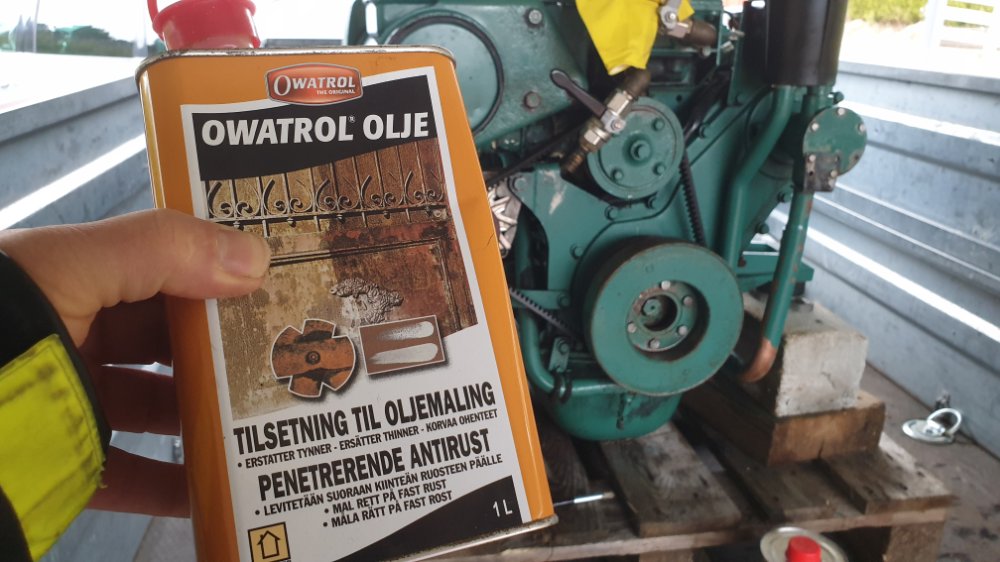 OWATROL
THE ORIGINAL
OWATROL® OLJE
TILSETNING TIL OLJEMALING
• ERSTATTER TYNNER - ERSÄTTER THINNER - KORVAA OHENTEET
PENETRERENDE ANTIRUST
• LEVITETÄÄN SUORAAN KIINTEÄN RUOSTEEN PÄÄLLE
• MAL RETT PÅ FAST RUST
• MÅLA RÄTT PÅ FAST ROST
1 L